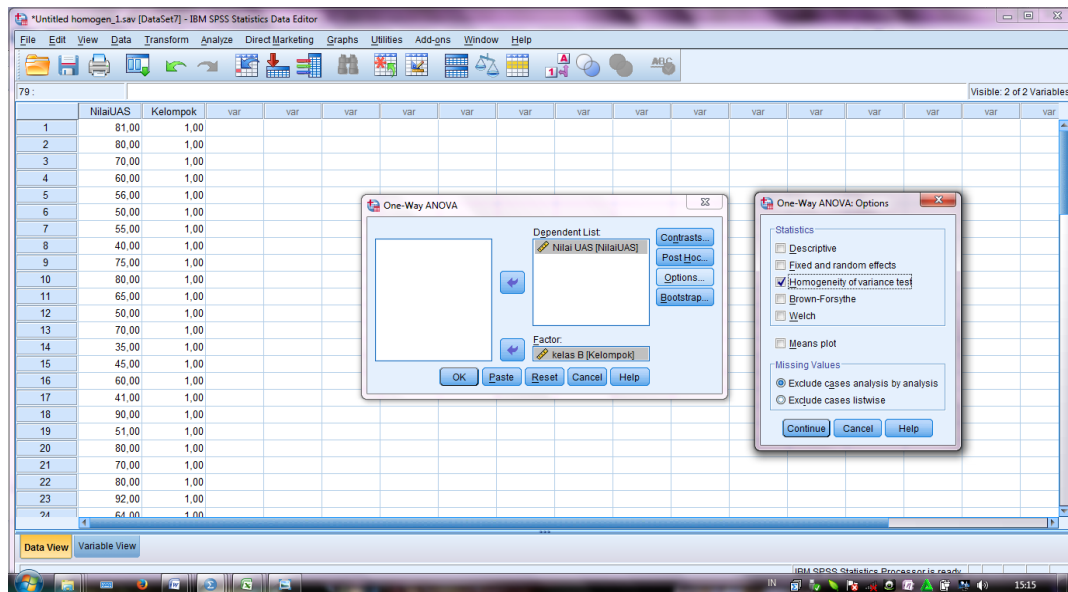 *Untitled homogen_1.sav [DataSet7] - IBM SPSS Statistics Data Editor
File Edit View Data Transform Analyze Direct Marketing Graphs Utilities Add-ons Window Help
79 :
Visible: 2 of 2 Variables
NilaiUAS Kelompok var var var var var var var var var var var var var var var
1 81,00 1,00
2 80,00 1,00
3 70,00 1,00
4 60,00 1,00
5 56,00 1,00
6 50,00 1,00
7 55,00 1,00
8 40,00 1,00
9 75,00 1,00
10 80,00 1,00
11 65,00 1,00
12 50,00 1,00
13 70,00 1,00
14 35,00 1,00
15 45,00 1,00
16 60,00 1,00
17 41,00 1,00
18 90,00 1,00
19 51,00 1,00
20 80,00 1,00
21 70,00 1,00
22 80,00 1,00
23 92,00 1,00
24 64,00 1,00
One-Way ANOVA
Dependent List:
Nilai UAS [NilaiUAS]
Factor:
kelas B [Kelompok]
Contrasts...
Post Hoc...
Options...
Bootstrap...
OK Paste Reset Cancel Help
One-Way ANOVA: Options
Statistics
Descriptive
Fixed and random effects
Homogeneity of variance test
Brown-Forsythe
Welch
Means plot
Missing Values
Exclude cases analysis by analysis
Exclude cases listwise
Continue Cancel Help
Data View Variable View
IBM SPSS Statistics Processor is ready
IN 15:15